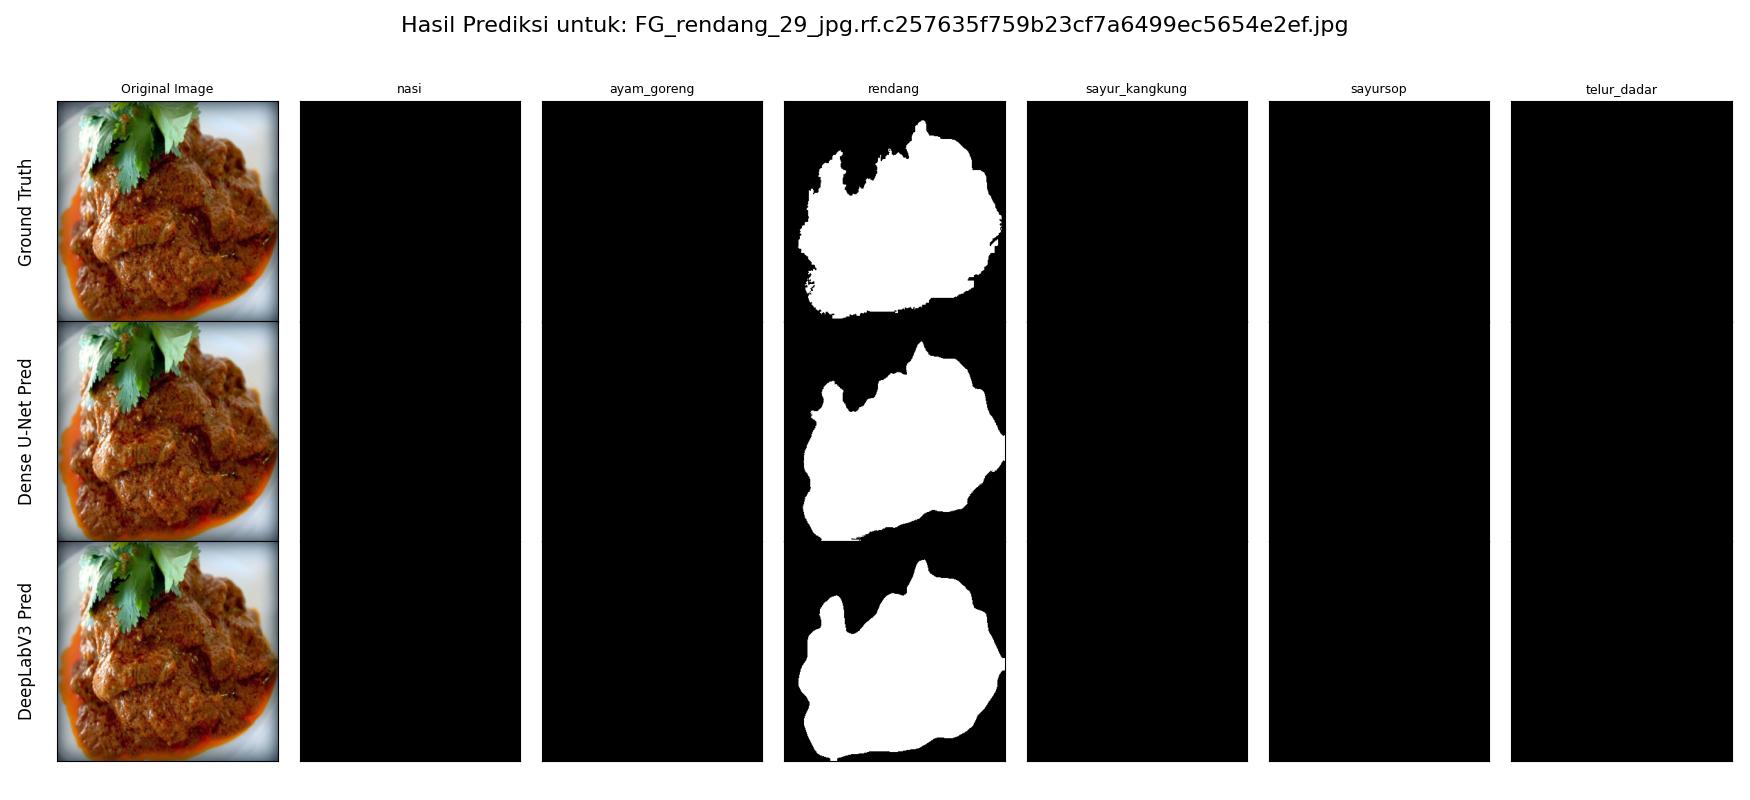 Hasil Prediksi untuk: FG_rendang_29_jpg.rf.c257635f759b23cf7a6499ec5654e2ef.jpg
Original Image
nasi
ayam_goreng
rendang
sayur_kangkung
sayursop
telur_dadar
Ground Truth
Dense U-Net Pred
DeepLabV3 Pred